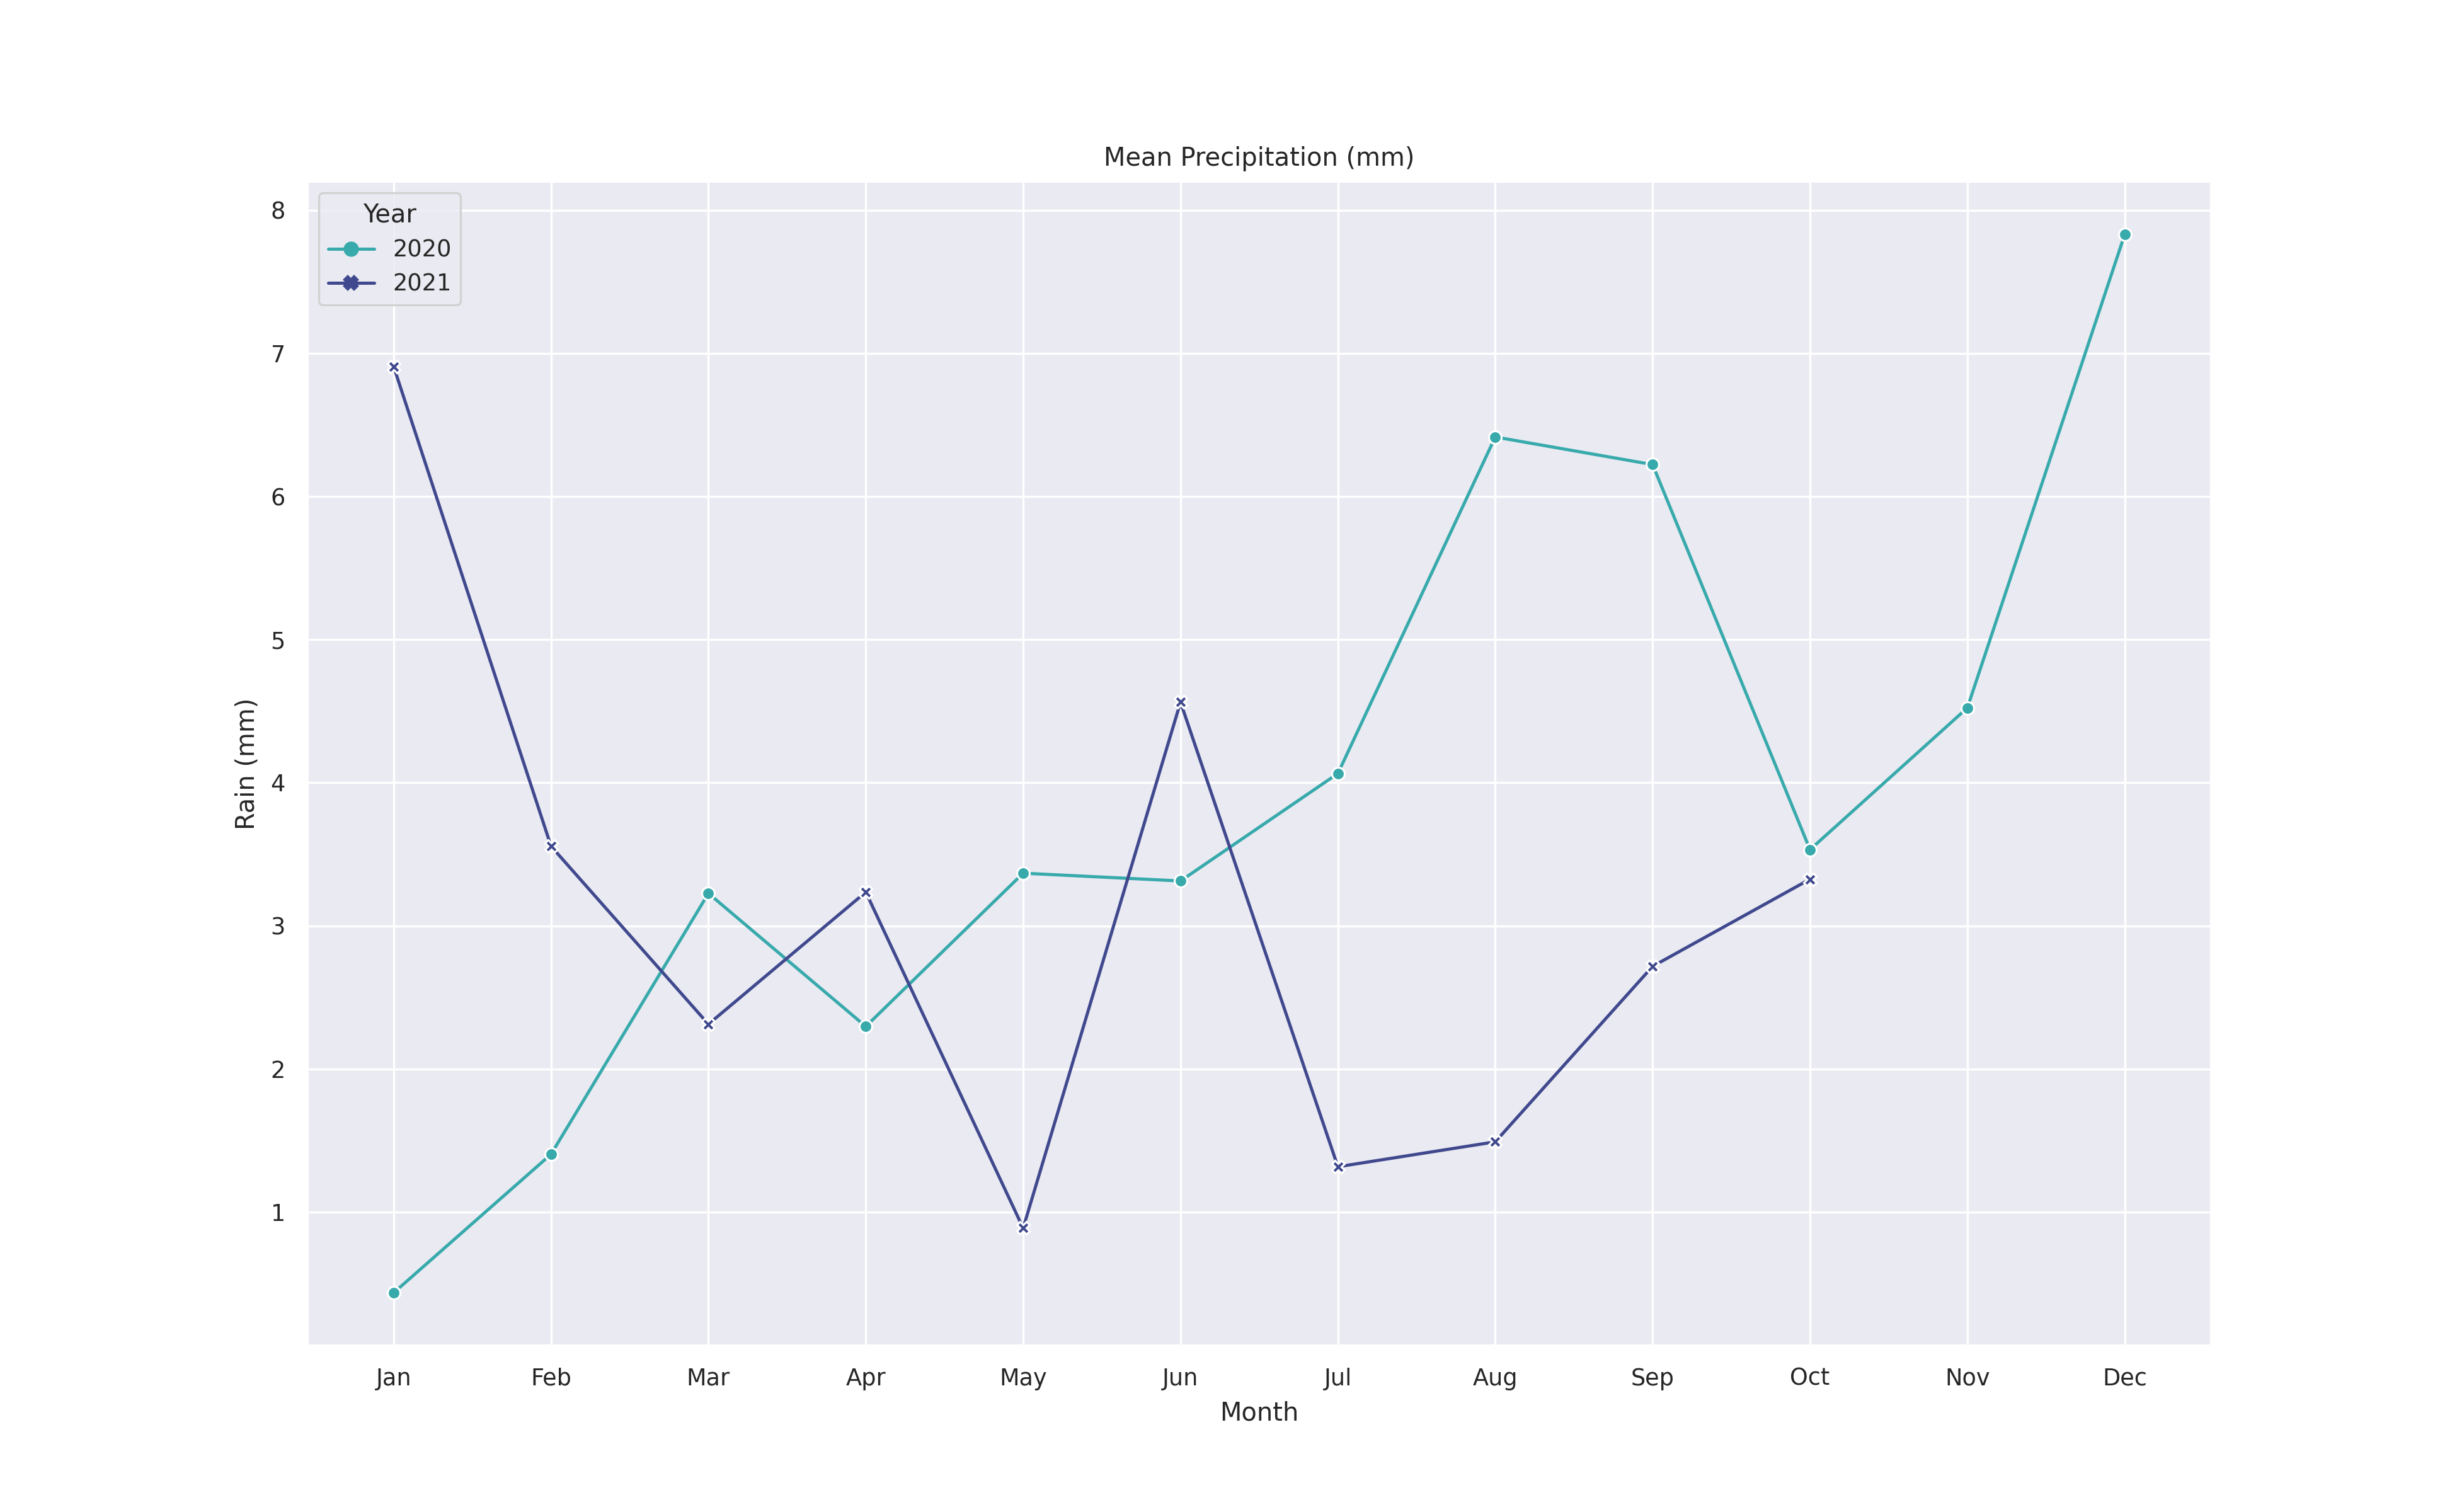 Mean Precipitation (mm)
Year
2020
2021
8
7
6
5
4
3
2
1
Rain (mm)
Jan Feb Mar Apr May Jun Jul Aug Sep Oct Nov Dec
Month